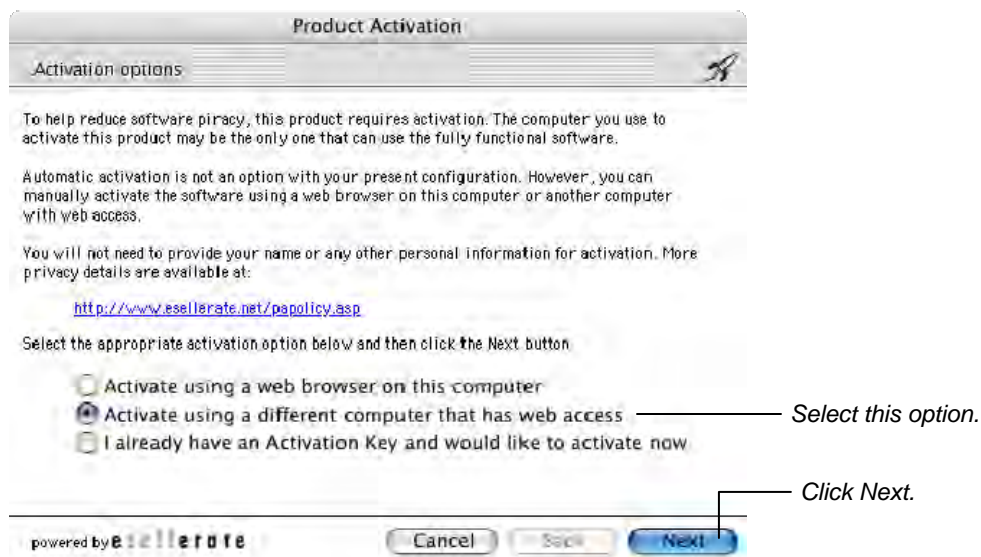 Product Activation
Activation options
To help reduce software piracy, this product requires activation. The computer you use to
activate this product may be the only one that can use the fully functional software.
Automatic activation is not an option with your present configuration. However, you can
manually activate the software using a web browser on this computer or another computer
with web access.
You will not need to provide your name or any other personal information for activation. More
privacy details are available at:
http://www.esellerate.net/papolicy.asp
Select the appropriate activation option below and then click the Next button
Activate using a web browser on this computer
Activate using a different computer that has web access
Select this option.
I already have an Activation Key and would like to activate now
Click Next.
powered by esellerate
Cancel
Back
Next